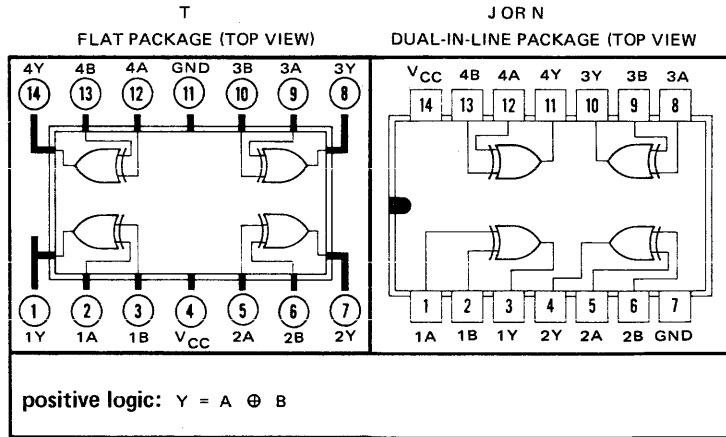 T
FLAT PACKAGE (TOP VIEW)
4Y 4B 4A GND 3B 3A 3Y
14 13 12 11 10 9 8
1 2 3 4 5 6 7
1Y 1A 1B VCC 2A 2B 2Y
J OR N
DUAL-IN-LINE PACKAGE (TOP VIEW
VCC 4B 4A 4Y 3Y 3B 3A
14 13 12 11 10 9 8
1 2 3 4 5 6 7
1A 1B 1Y 2Y 2A 2B GND
positive logic: Y = A ⊕ B